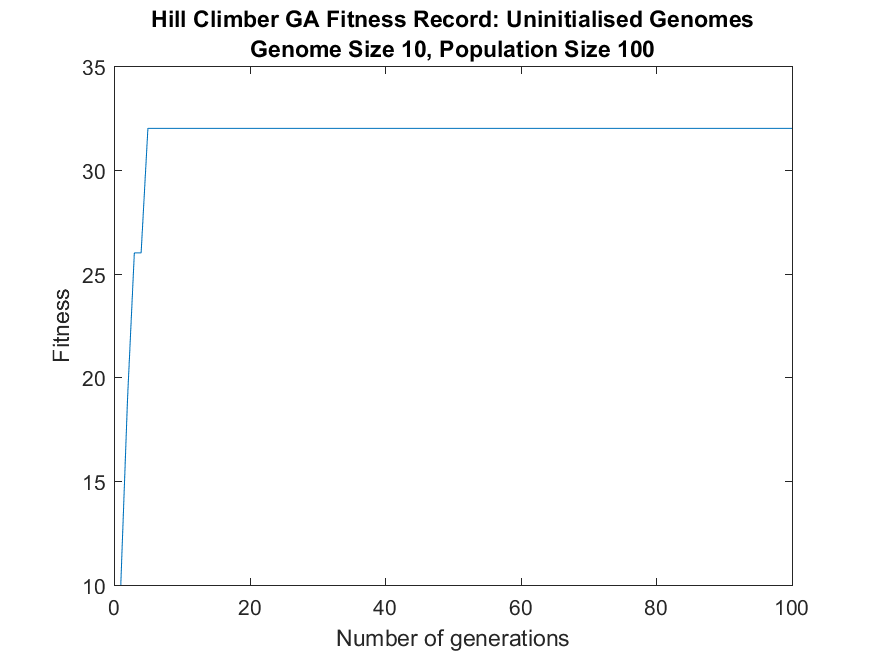 Hill Climber GA Fitness Record: Uninitialised Genomes
Genome Size 10, Population Size 100
35
30
25
20
15
10
Fitness
0 20 40 60 80 100
Number of generations